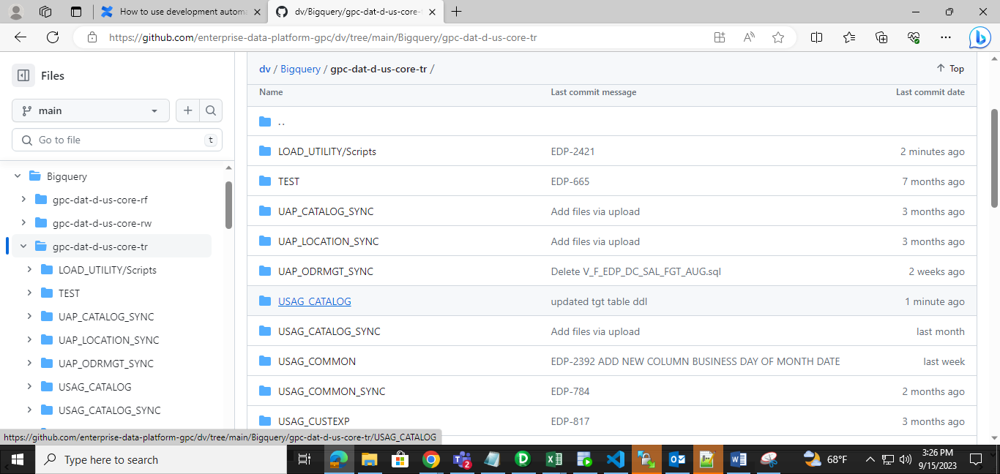 How to use development automa
dv/Bigquery/gpc-dat-d-us-core-
https://github.com/enterprise-data-platform-gpc/dv/tree/main/Bigquery/gpc-dat-d-us-core-tr
Files
main
Go to file
t
Bigquery
gpc-dat-d-us-core-rf
gpc-dat-d-us-core-rw
gpc-dat-d-us-core-tr
LOAD_UTILITY/Scripts
TEST
UAP_CATALOG_SYNC
UAP_LOCATION_SYNC
UAP_ODRMGT_SYNC
USAG_CATALOG
USAG_CATALOG_SYNC
dv / Bigquery / gpc-dat-d-us-core-tr /
Top
Name Last commit message Last commit date
..
LOAD_UTILITY/Scripts EDP-2421 2 minutes ago
TEST EDP-665 7 months ago
UAP_CATALOG_SYNC Add files via upload 3 months ago
UAP_LOCATION_SYNC Add files via upload 3 months ago
UAP_ODRMGT_SYNC Delete V_F_EDP_DC_SAL_FGT_AUG.sql 2 weeks ago
USAG_CATALOG updated tgt table ddl 1 minute ago
USAG_CATALOG_SYNC Add files via upload last month
USAG_COMMON EDP-2392 ADD NEW COLUMN BUSINESS DAY OF MONTH DATE last week
USAG_COMMON_SYNC EDP-784 2 months ago
USAG_CUSTEXP EDP-817 3 months ago
https://github.com/enterprise-data-platform-gpc/dv/tree/main/Bigquery/gpc-dat-d-us-core-tr/USAG_CATALOG
Type here to search
2
68°F
3:26 PM
9/15/2023